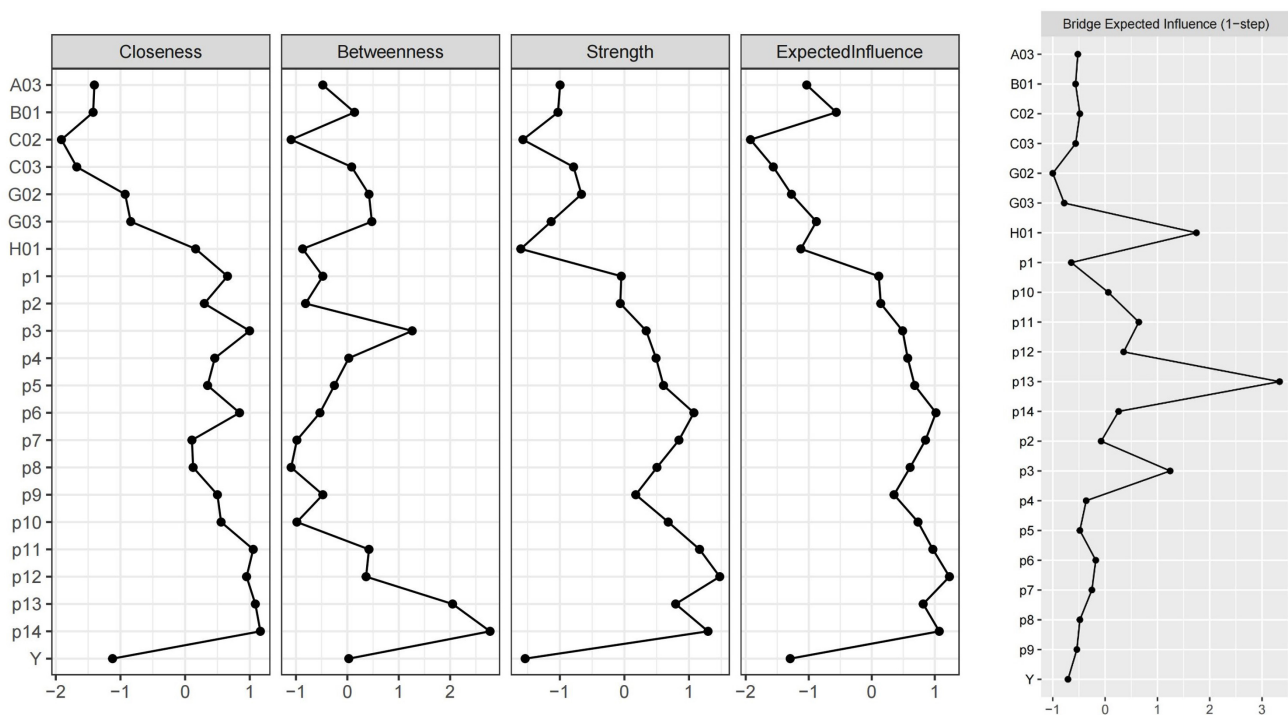 Closeness Betweenness Strength ExpectedInfluence
A03
B01
C02
C03
G02
G03
H01
p1
p2
p3
p4
p5
p6
p7
p8
p9
p10
p11
p12
p13
p14
Y
−2 −1 0 1 −1 0 1 2 −1 0 1 −2 −1 0 1
Bridge Expected Influence (1−step)
A03
B01
C02
C03
G02
G03
H01
p1
p10
p11
p12
p13
p14
p2
p3
p4
p5
p6
p7
p8
p9
Y
−1 0 1 2 3